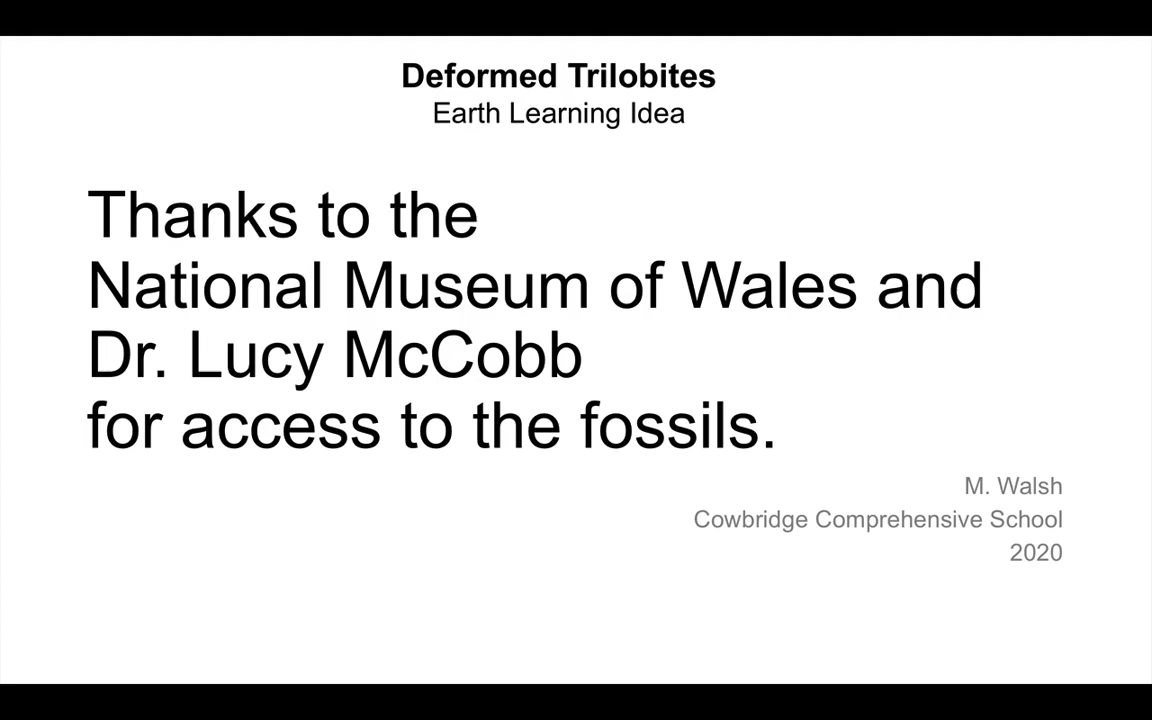 Deformed Trilobites
Earth Learning Idea
Thanks to the
National Museum of Wales and
Dr. Lucy McCobb
for access to the fossils.
M. Walsh
Cowbridge Comprehensive School
2020